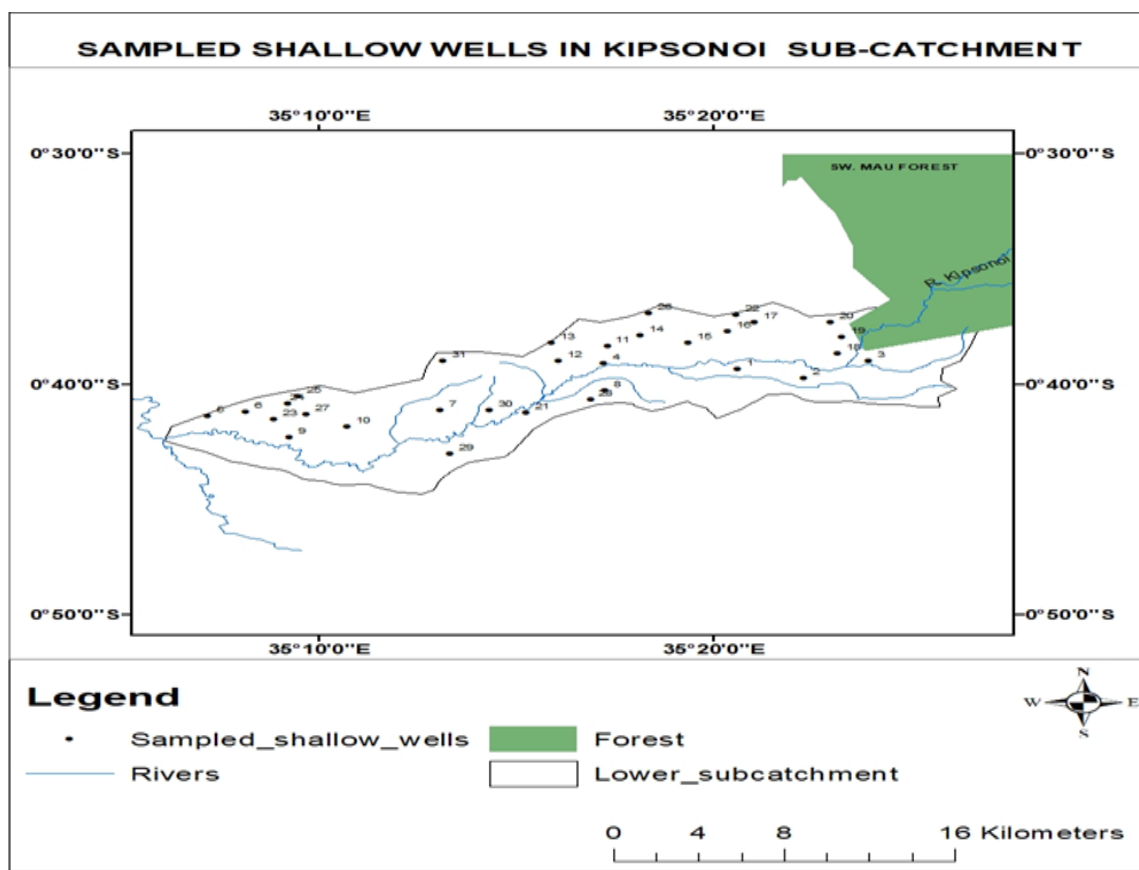 SAMPLED SHALLOW WELLS IN KIPSONOI SUB-CATCHMENT
35°10'0"E 35°20'0"E
0°30'0"S 0°30'0"S
SW. MAU FOREST
R. Kipsonoi
26 22 17 20
13 14 16 19
11 15
31 12 4 18 3
1 2
0°40'0"S 0°40'0"S
25 8
5 6 28
23 27 7 30 21
10
9
29
0°50'0"S 0°50'0"S
35°10'0"E 35°20'0"E
Legend
N
W E
S
Sampled_shallow_wells Forest
Rivers Lower_subcatchment
0 4 8 16 Kilometers